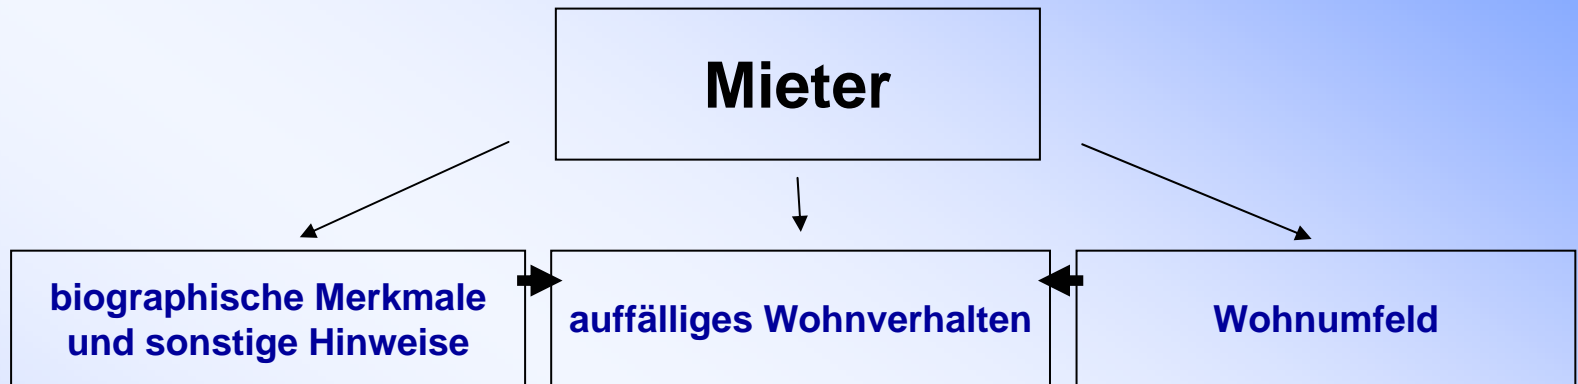 Mieter
biographische Merkmale
und sonstige Hinweise
auffälliges Wohnverhalten
Wohnumfeld